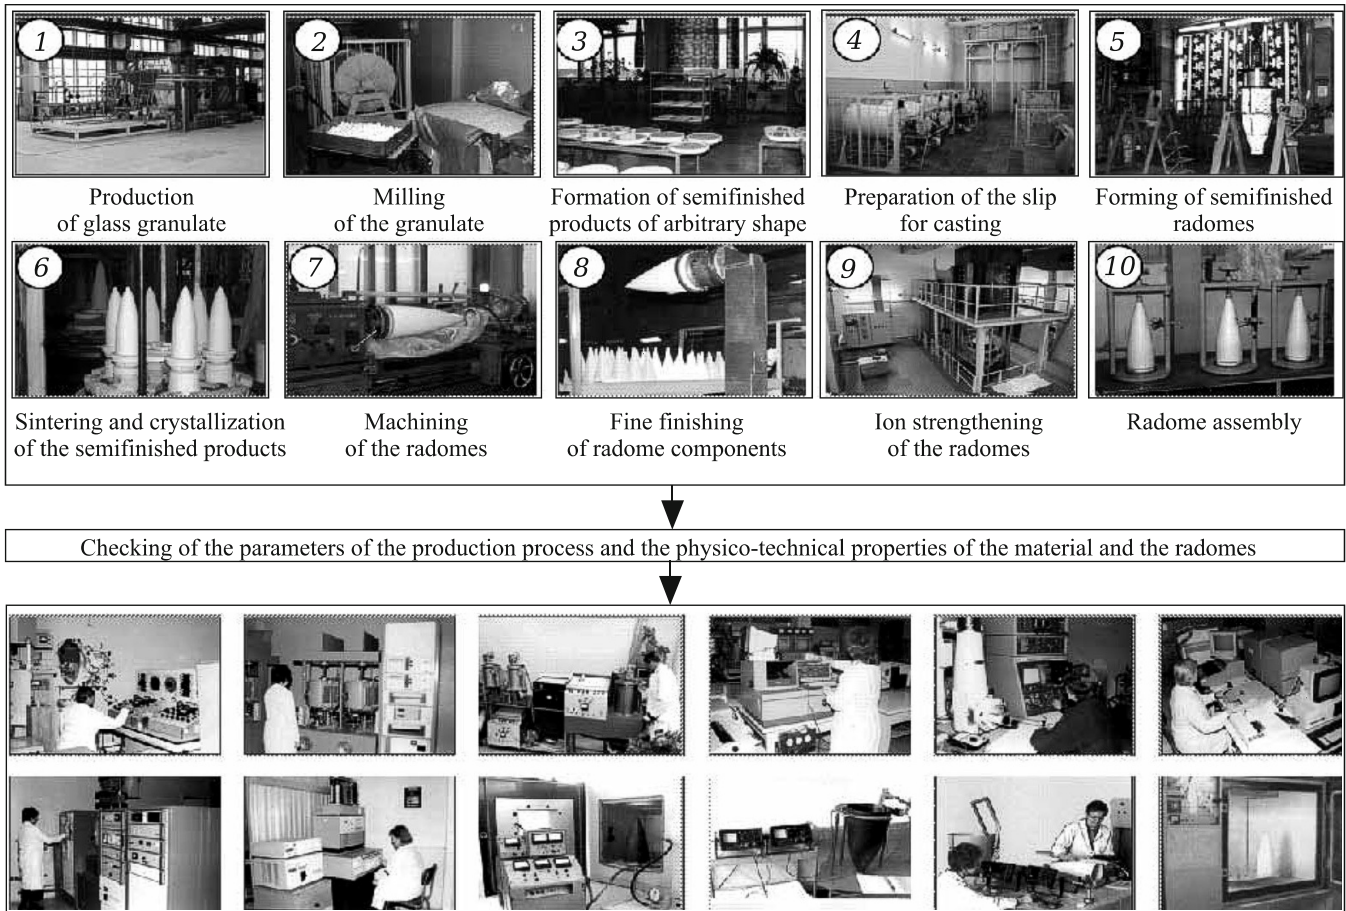 1
2
3
4
5
Production
of glass granulate
Milling
of the granulate
Formation of semifinished
products of arbitrary shape
Preparation of the slip
for casting
Forming of semifinished
radomes
6
7
8
9
10
Sintering and crystallization
of the semifinished products
Machining
of the radomes
Fine finishing
of radome components
Ion strengthening
of the radomes
Radome assembly
Checking of the parameters of the production process and the physico-technical properties of the material and the radomes